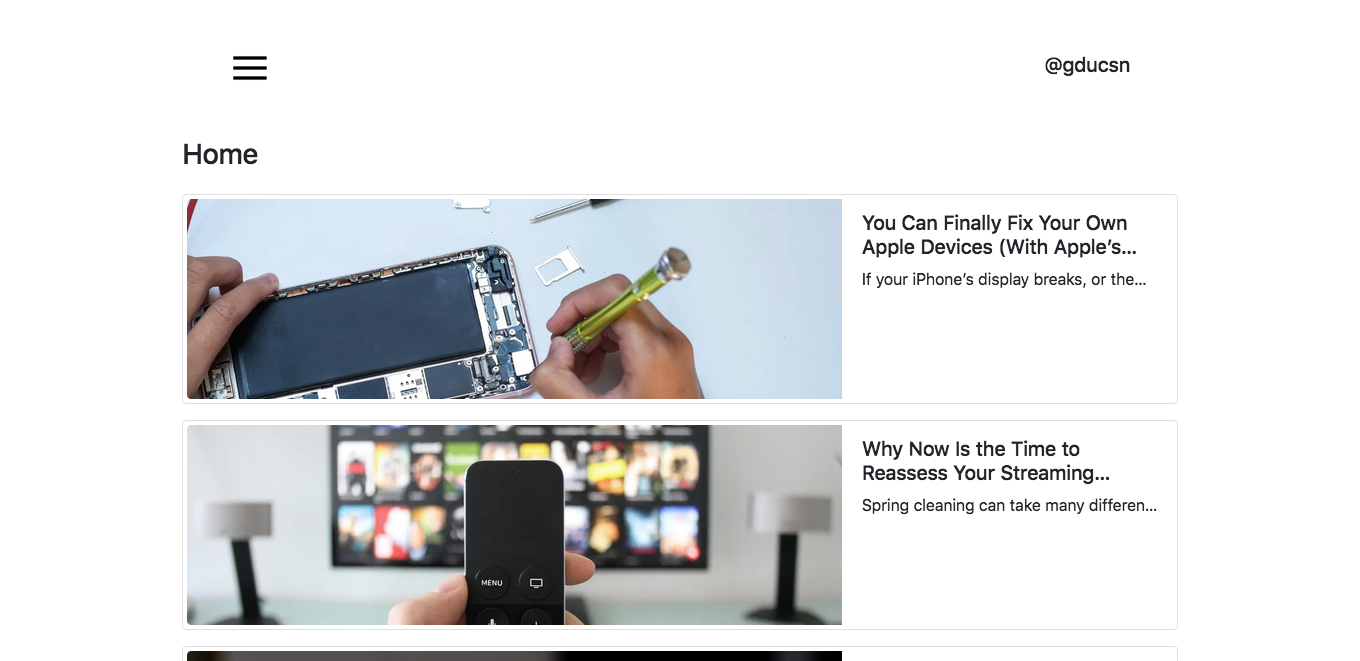 @gducsn
Home
You Can Finally Fix Your Own
Apple Devices (With Apple’s...
If your iPhone’s display breaks, or the...
Why Now Is the Time to
Reassess Your Streaming...
Spring cleaning can take many differen...
MENU